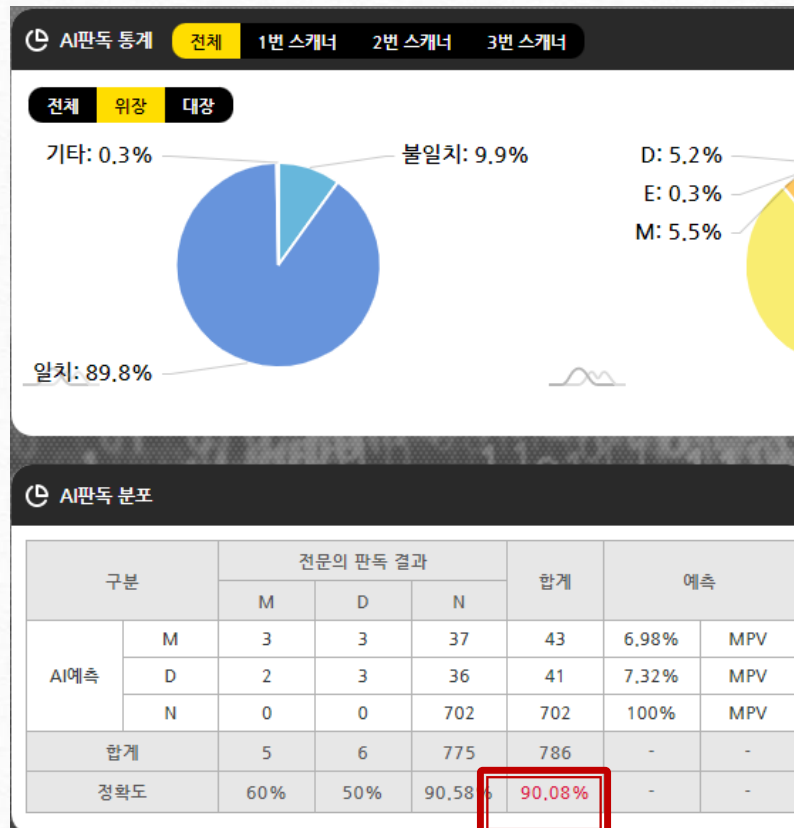 AI판독 통계 전체 1번 스캐너 2번 스캐너 3번 스캐너
전체 위장 대장
기타: 0.3% 불일치: 9.9% D: 5.2%
E: 0.3%
M: 5.5%
일치: 89.8%
AI판독 분포
구분 전문의 판독 결과 합계 예측
M D N
AI예측 M 3 3 37 43 6.98% MPV
D 2 3 36 41 7.32% MPV
N 0 0 702 702 100% MPV
합계 5 6 775 786 - -
정확도 60% 50% 90.58% 90.08% - -